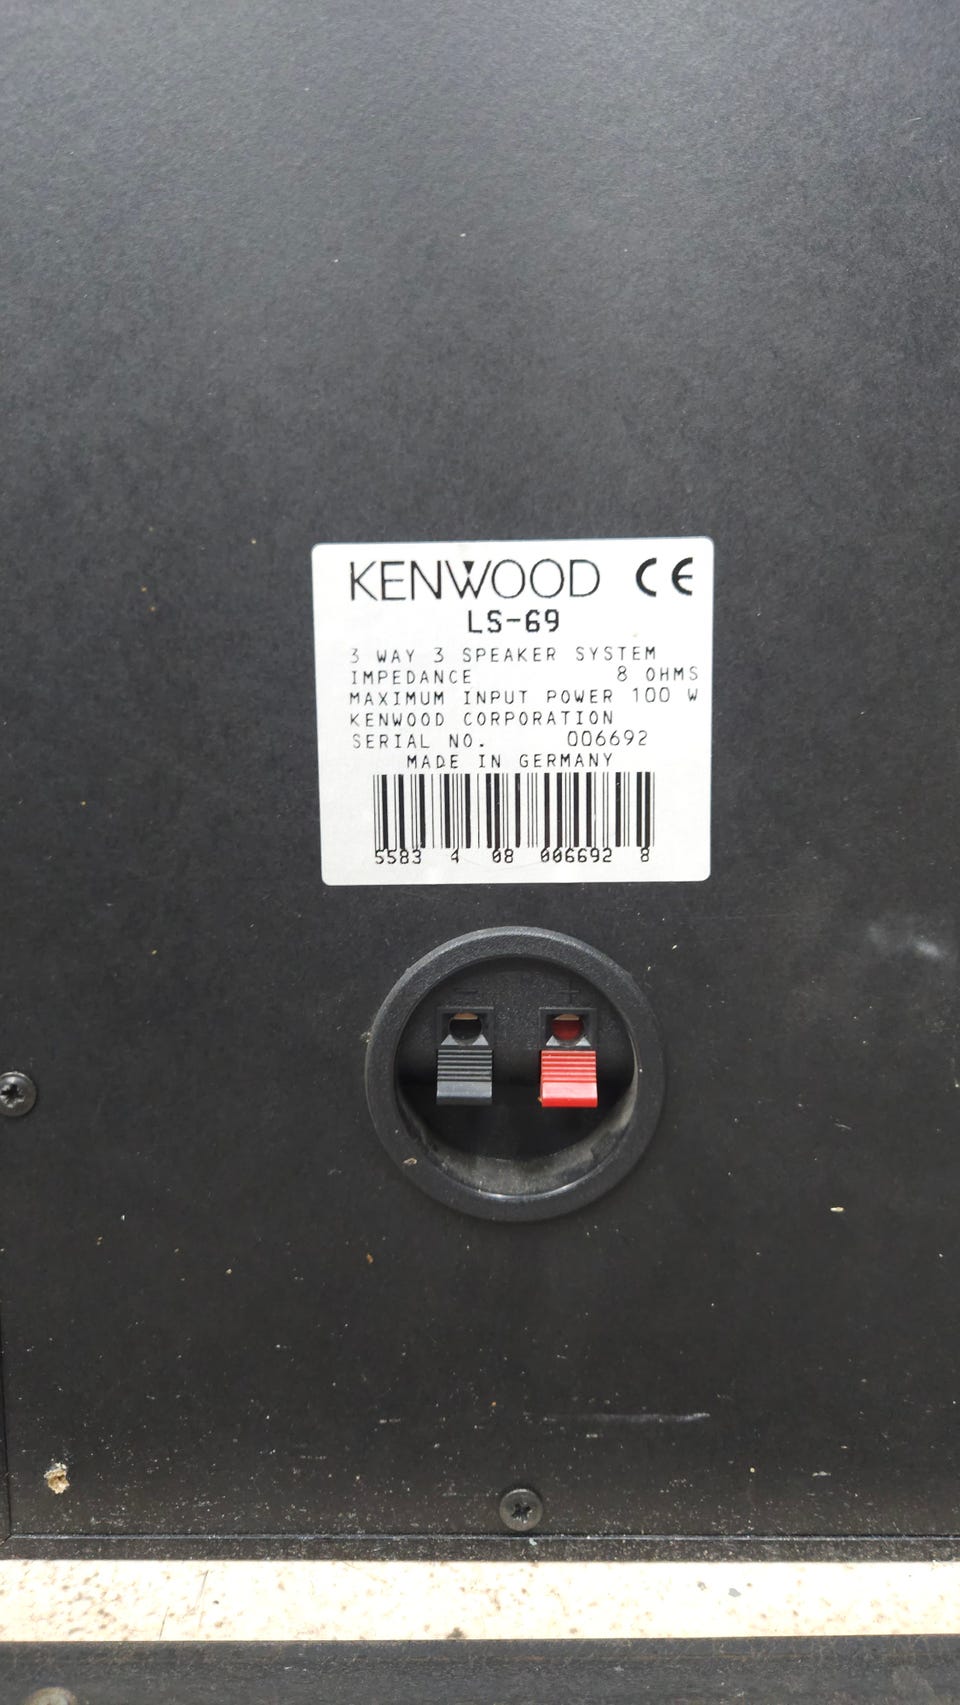 KENWOOD CE
LS-69
3 WAY 3 SPEAKER SYSTEM
IMPEDANCE 8 OHMS
MAXIMUM INPUT POWER 100 W
KENWOOD CORPORATION
SERIAL NO. 006692
MADE IN GERMANY
5583 4 08 006692 8
- +